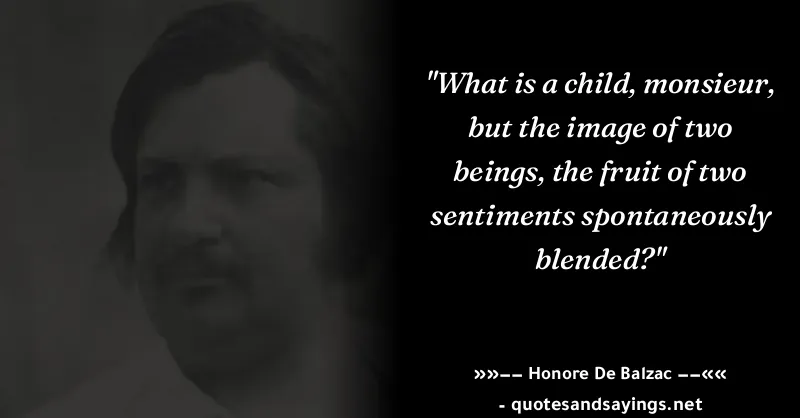 "What is a child, monsieur,
but the image of two
beings, the fruit of two
sentiments spontaneously
blended?"
»»−− Honore De Balzac −−««
- quotesandsayings.net